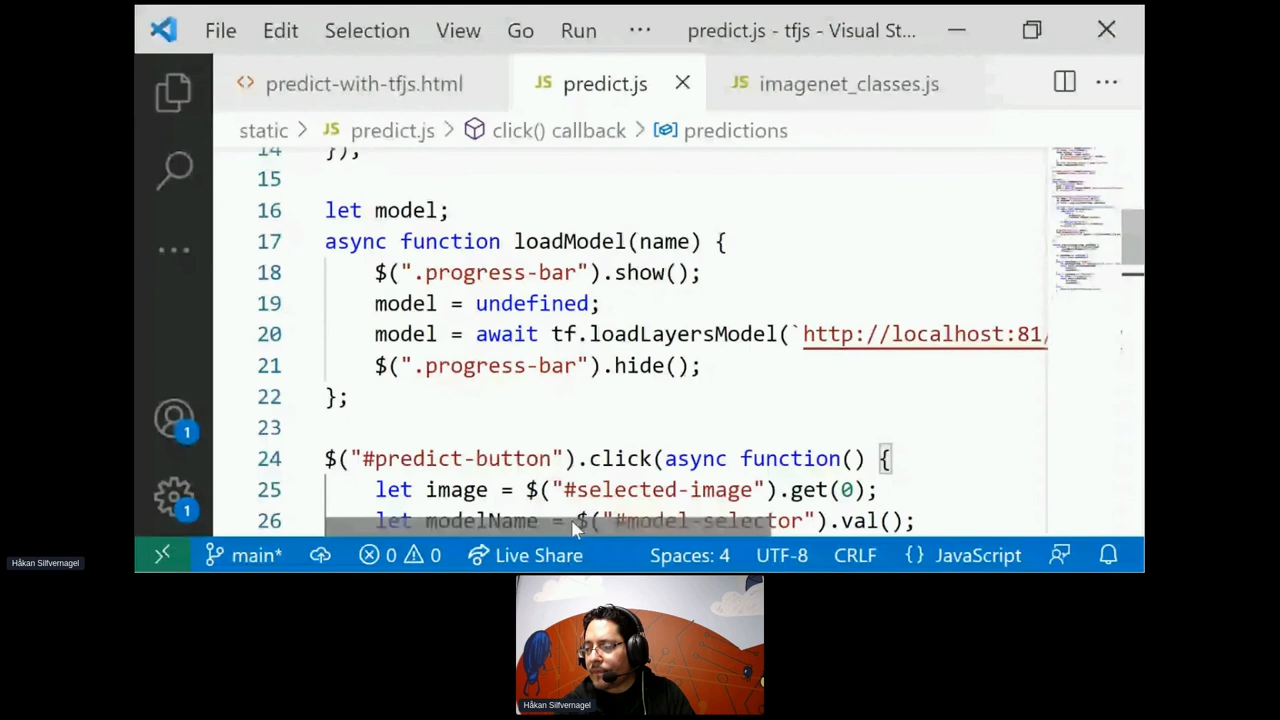 File Edit Selection View Go Run ··· predict.js - tfjs - Visual St...
<> predict-with-tfjs.html JS predict.js JS imagenet_classes.js ···
static > JS predict.js > click() callback > predictions
14 });
15
16 let model;
17 async function loadModel(name) {
18 $(".progress-bar").show();
19 model = undefined;
20 model = await tf.loadLayersModel(`http://localhost:81/
21 $(".progress-bar").hide();
22 };
23
24 $("#predict-button").click(async function() {
25 let image = $("#selected-image").get(0);
26 let modelName = $("#model-selector").val();
1
1
main* 0 0 Live Share Spaces: 4 UTF-8 CRLF {} JavaScript
Håkan Silfvernagel
Håkan Silfvernagel